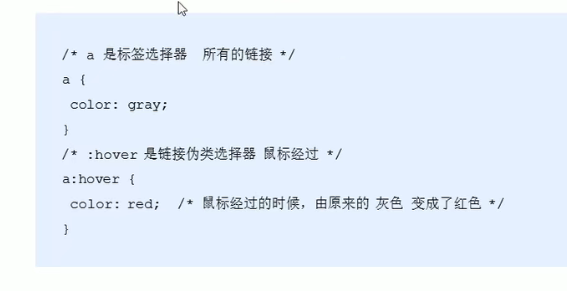 /* a 是标签选择器  所有的链接 */
a {
 color: gray;
}
/* :hover 是链接伪类选择器 鼠标经过 */
a:hover {
 color: red;  /* 鼠标经过的时候，由原来的 灰色 变成了红色 */
}